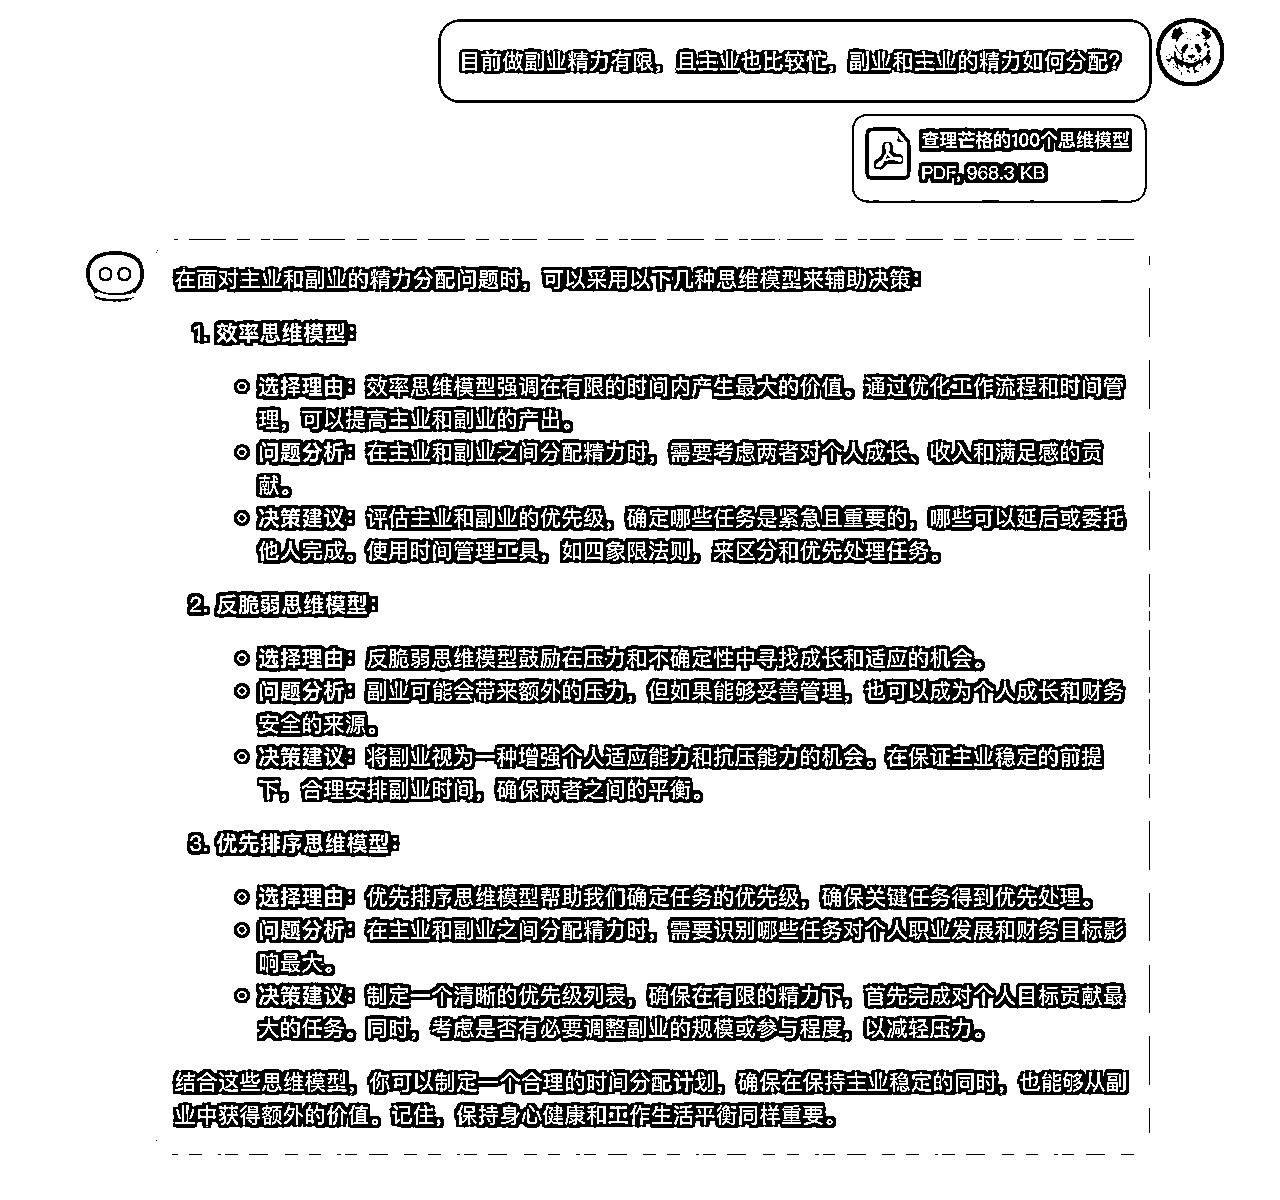 目前做副业精力有限，且主业也比较忙，副业和主业的精力如何分配？
查理芒格的100个思维模型
PDF, 968.3 KB
在面对主业和副业的精力分配问题时，可以采用以下几种思维模型来辅助决策：
1. 效率思维模型：
选择理由：效率思维模型强调在有限的时间内产生最大的价值。通过优化工作流程和时间管
理，可以提高主业和副业的产出。
问题分析：在主业和副业之间分配精力时，需要考虑两者对个人成长、收入和满足感的贡
献。
决策建议：评估主业和副业的优先级，确定哪些任务是紧急且重要的，哪些可以延后或委托
他人完成。使用时间管理工具，如四象限法则，来区分和优先处理任务。
2. 反脆弱思维模型：
选择理由：反脆弱思维模型鼓励在压力和不确定性中寻找成长和适应的机会。
问题分析：副业可能会带来额外的压力，但如果能够妥善管理，也可以成为个人成长和财务
安全的来源。
决策建议：将副业视为一种增强个人适应能力和抗压能力的机会。在保证主业稳定的前提
下，合理安排副业时间，确保两者之间的平衡。
3. 优先排序思维模型：
选择理由：优先排序思维模型帮助我们确定任务的优先级，确保关键任务得到优先处理。
问题分析：在主业和副业之间分配精力时，需要识别哪些任务对个人职业发展和财务目标影
响最大。
决策建议：制定一个清晰的优先级列表，确保在有限的精力下，首先完成对个人目标贡献最
大的任务。同时，考虑是否有必要调整副业的规模或参与程度，以减轻压力。
结合这些思维模型，你可以制定一个合理的时间分配计划，确保在保持主业稳定的同时，也能够从副
业中获得额外的价值。记住，保持身心健康和工作生活平衡同样重要。